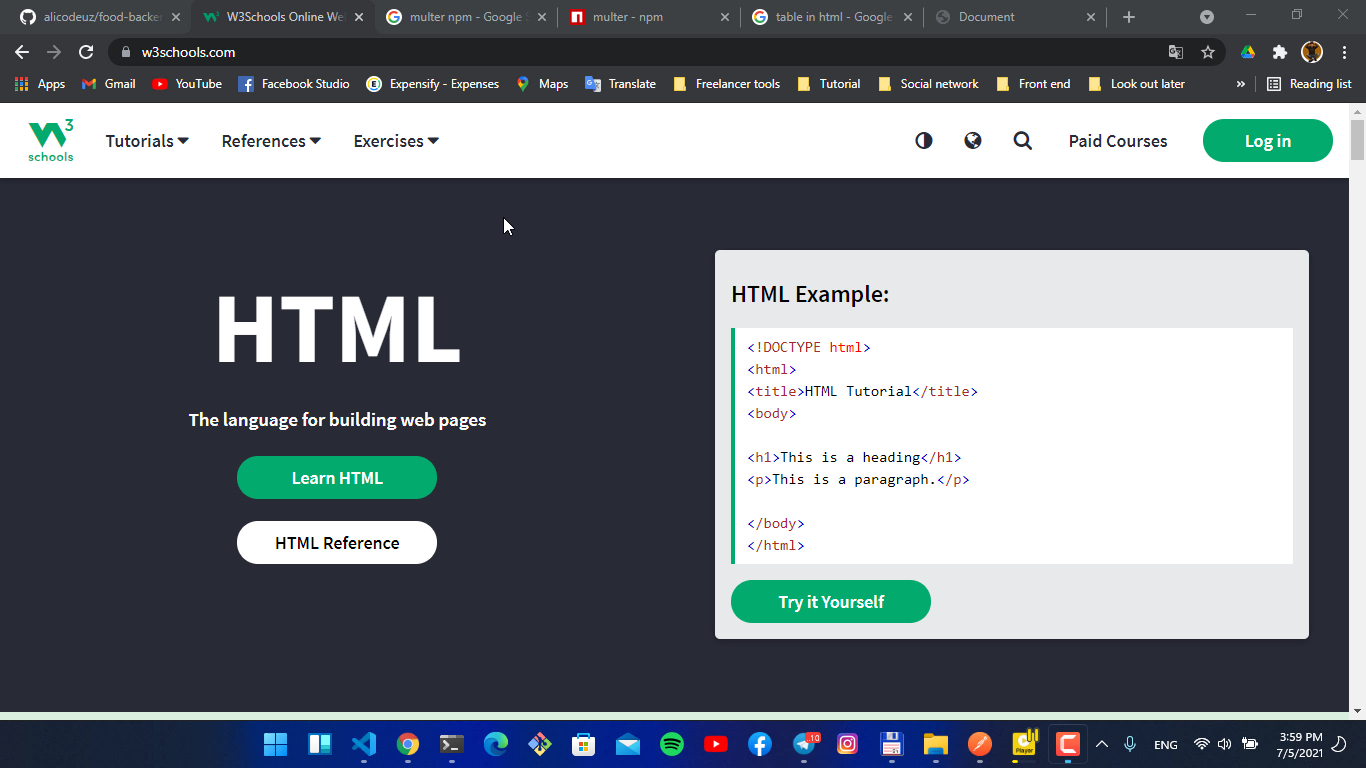 alicodeuz/food-backer
W3Schools Online We
multer npm - Google S
multer - npm
table in html - Google
Document
w3schools.com
Apps
Gmail
YouTube
Facebook Studio
Expensify - Expenses
Maps
Translate
Freelancer tools
Tutorial
Social network
Front end
Look out later
»
Reading list
W3
schools
Tutorials
References
Exercises
Paid Courses
Log in
HTML
The language for building web pages
Learn HTML
HTML Reference
HTML Example:
<!DOCTYPE html>
<html>
<title>HTML Tutorial</title>
<body>
<h1>This is a heading</h1>
<p>This is a paragraph.</p>
</body>
</html>
Try it Yourself
10
Player
ENG
3:59 PM
7/5/2021